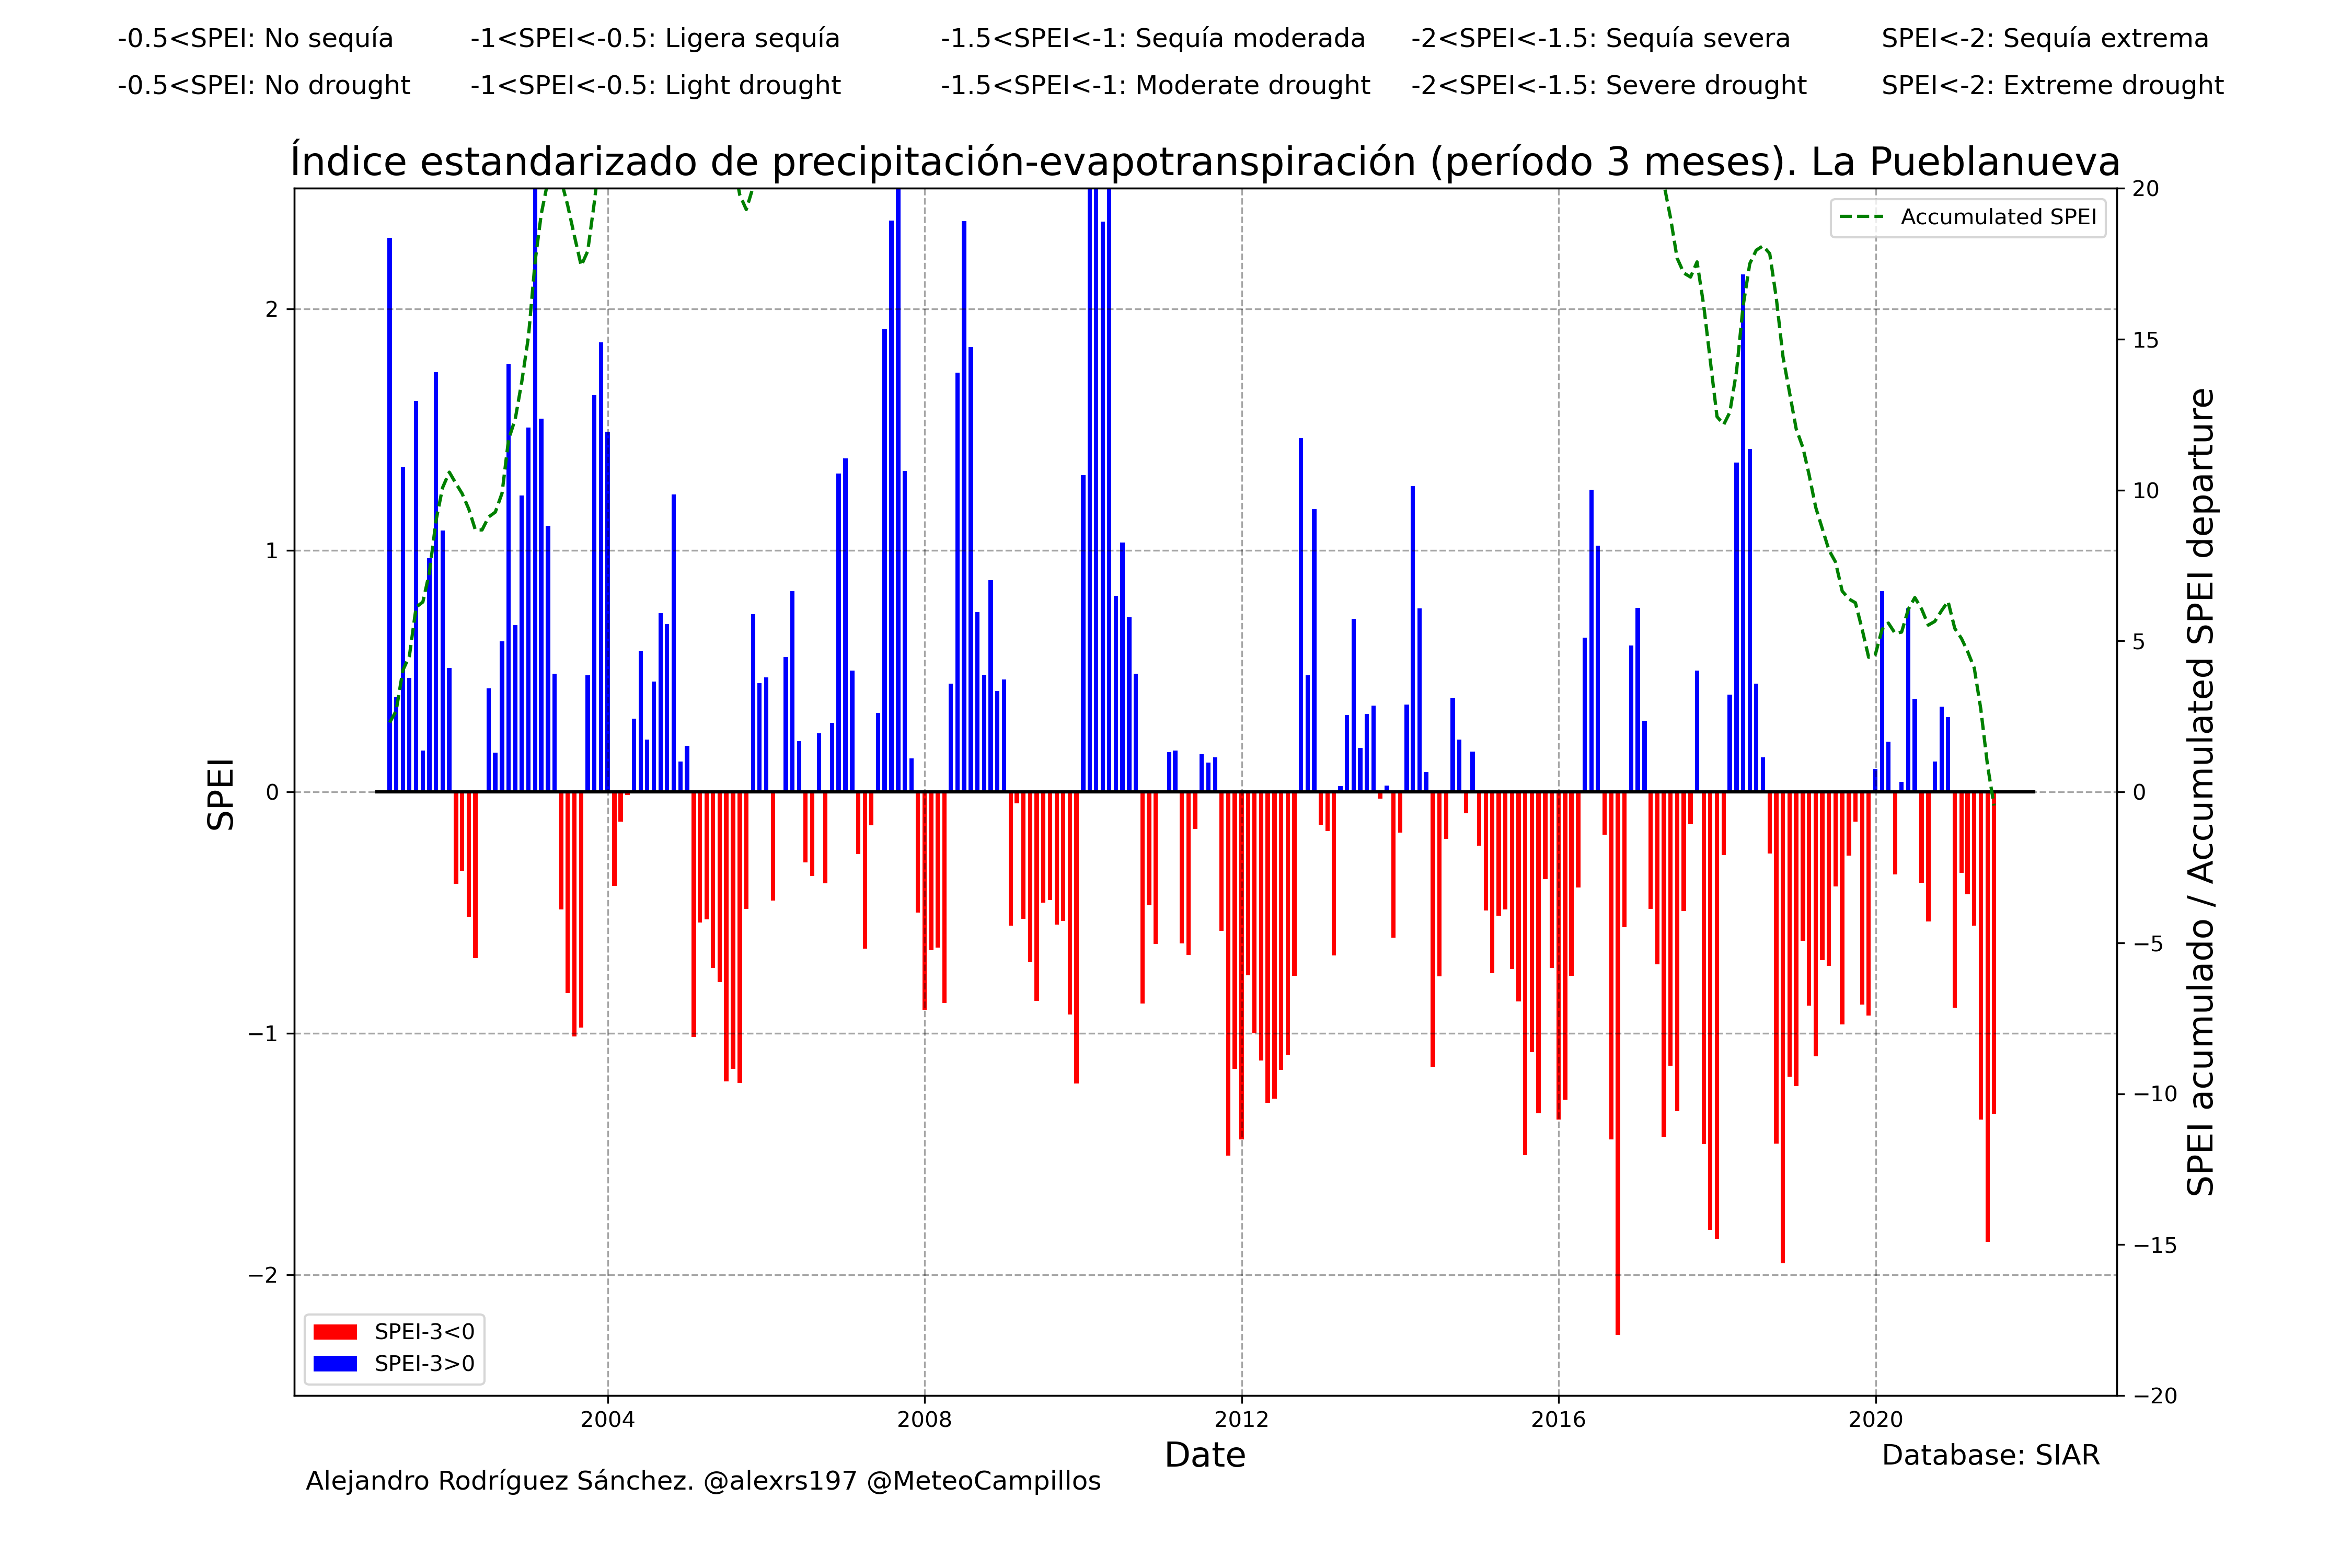 -0.5<SPEI: No sequía
-1<SPEI<-0.5: Ligera sequía
-1.5<SPEI<-1: Sequía moderada
-2<SPEI<-1.5: Sequía severa
SPEI<-2: Sequía extrema
-0.5<SPEI: No drought
-1<SPEI<-0.5: Light drought
-1.5<SPEI<-1: Moderate drought
-2<SPEI<-1.5: Severe drought
SPEI<-2: Extreme drought
Índice estandarizado de precipitación-evapotranspiración (período 3 meses). La Pueblanueva
Accumulated SPEI
SPEI
2
1
0
−1
−2
20
15
10
5
0
−5
−10
−15
−20
SPEI acumulado / Accumulated SPEI departure
SPEI-3<0
SPEI-3>0
2004
2008
2012
2016
2020
Date
Database: SIAR
Alejandro Rodríguez Sánchez. @alexrs197 @MeteoCampillos